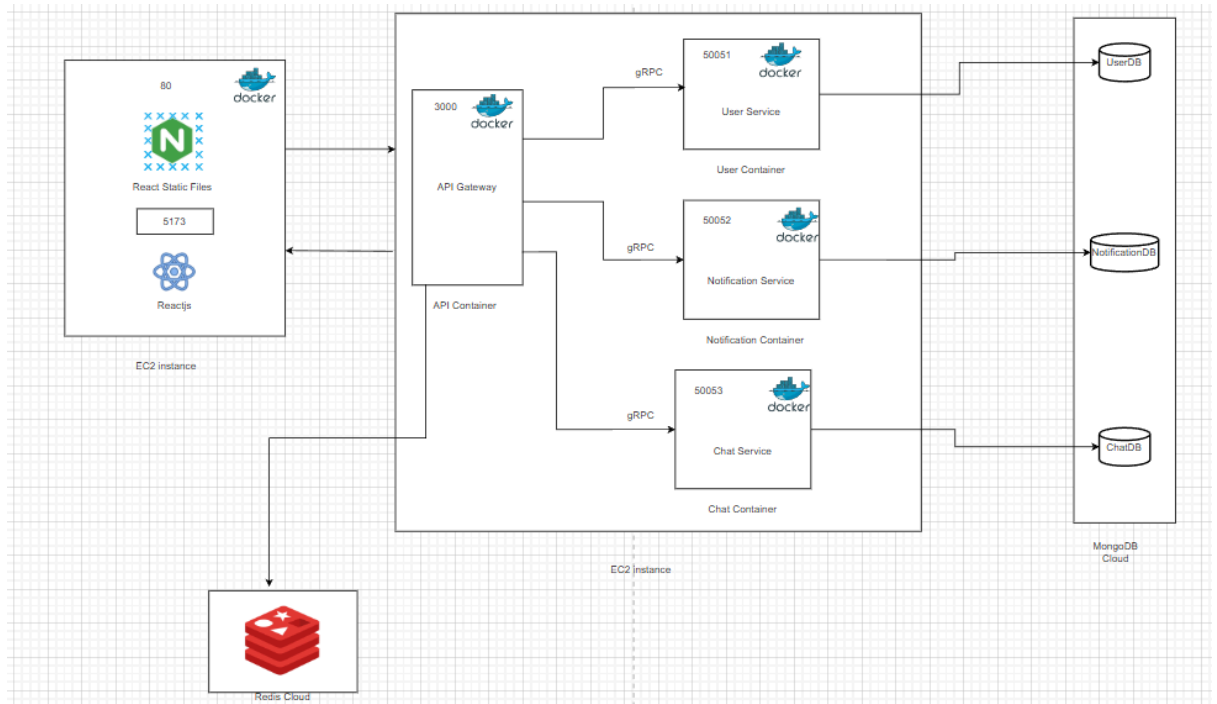 80
docker
N
React Static Files
5173
Reactjs
EC2 instance
3000
docker
API Gateway
API Container
gRPC
50051
docker
User Service
User Container
gRPC
50052
docker
Notification Service
Notification Container
gRPC
50053
docker
Chat Service
Chat Container
EC2 instance
UserDB
NotificationDB
ChatDB
MongoDB
Cloud
Redis Cloud